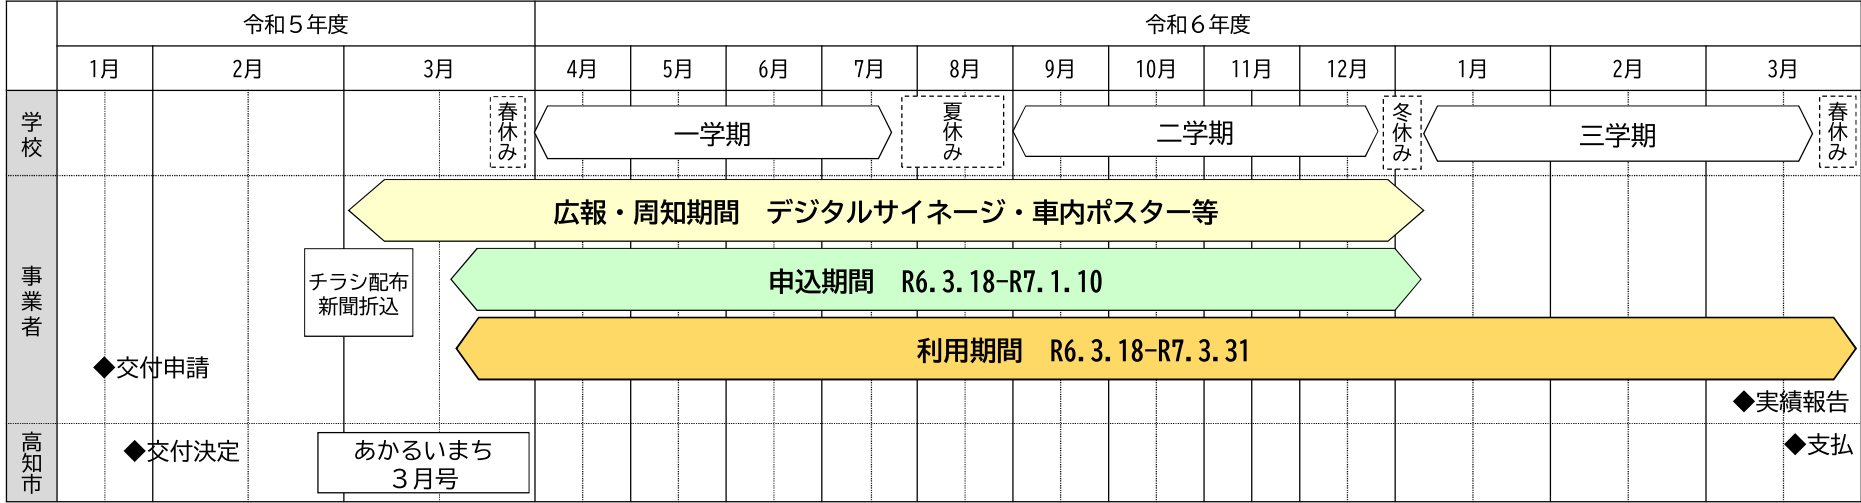 令和５年度
令和６年度
1月
2月
3月
4月
5月
6月
7月
8月
9月
10月
11月
12月
1月
2月
3月
学校
春休み
一学期
夏休み
二学期
冬休み
三学期
春休み
事業者
広報・周知期間　デジタルサイネージ・車内ポスター等
チラシ配布
新聞折込
申込期間　R6.3.18-R7.1.10
利用期間　R6.3.18-R7.3.31
◆交付申請
◆実績報告
高知市
◆交付決定
あかるいまち
３月号
◆支払